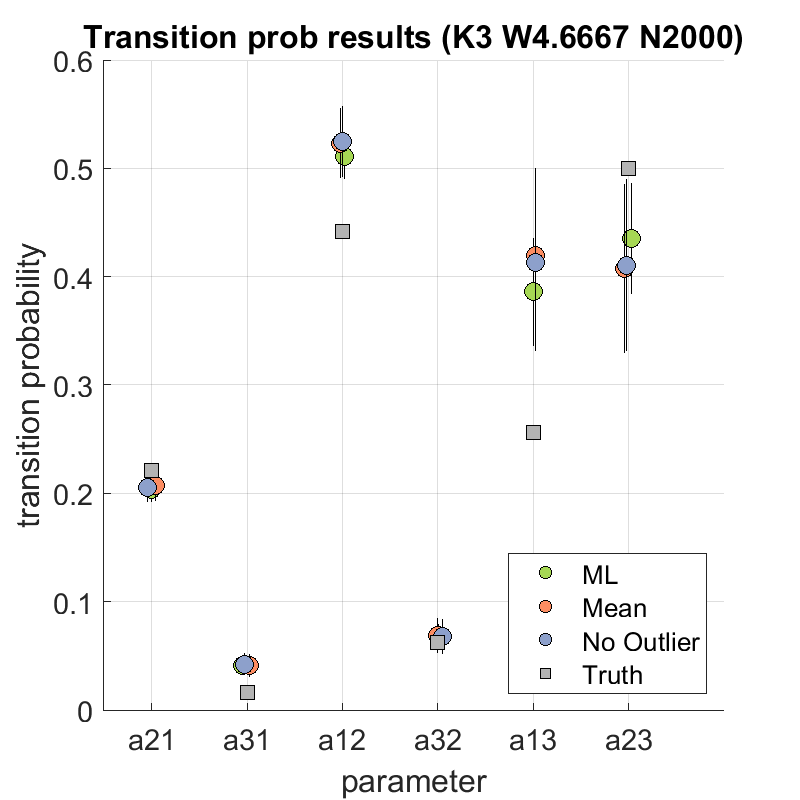 Transition prob results (K3 W4.6667 N2000)
0.6
0.5
0.4
0.3
0.2
0.1
0
transition probability
ML
Mean
No Outlier
Truth
a21 a31 a12 a32 a13 a23
parameter